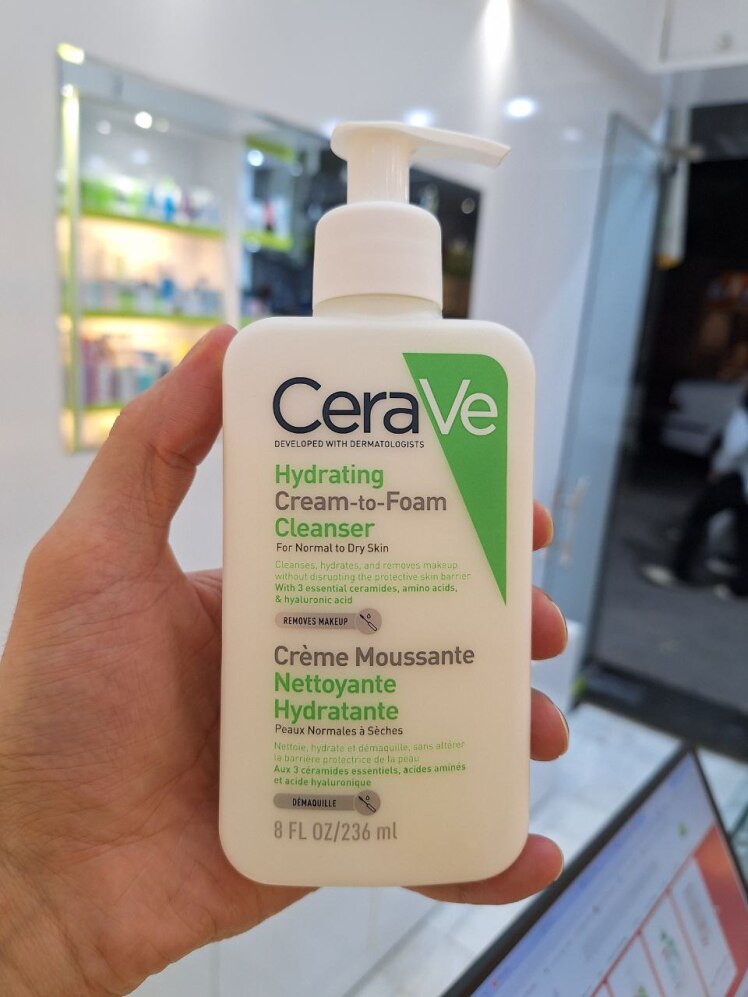 CeraVe
DEVELOPED WITH DERMATOLOGISTS
Hydrating
Cream-to-Foam
Cleanser
For Normal to Dry Skin
Cleanses, hydrates, and removes makeup
without disrupting the protective skin barrier
With 3 essential ceramides, amino acids,
& hyaluronic acid
REMOVES MAKEUP
Crème Moussante
Nettoyante
Hydratante
Peaux Normales à Sèches
Nettoie, hydrate et démaquille, sans altérer
la barrière protectrice de la peau
Aux 3 céramides essentiels, acides aminés
et acide hyaluronique
DÉMAQUILLE
8 FL OZ/236 ml